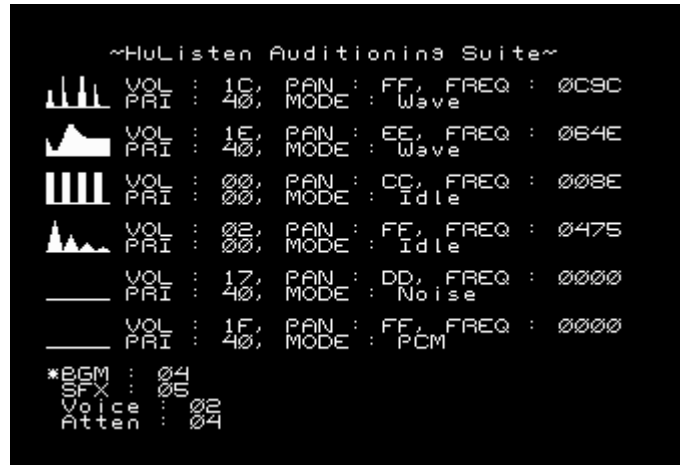 ~HuListen Auditioning Suite~
VOL : 1C, PAN : FF, FREQ : 0C9C
PRI : 40, MODE : Wave
VOL : 1E, PAN : EE, FREQ : 064E
PRI : 40, MODE : Wave
VOL : 00, PAN : CC, FREQ : 008E
PRI : 00, MODE : Idle
VOL : 02, PAN : FF, FREQ : 0475
PRI : 00, MODE : Idle
VOL : 17, PAN : DD, FREQ : 0000
PRI : 40, MODE : Noise
VOL : 1F, PAN : FF, FREQ : 0000
PRI : 40, MODE : PCM
*BGM : 04
SFX : 05
Voice : 02
Atten : 04